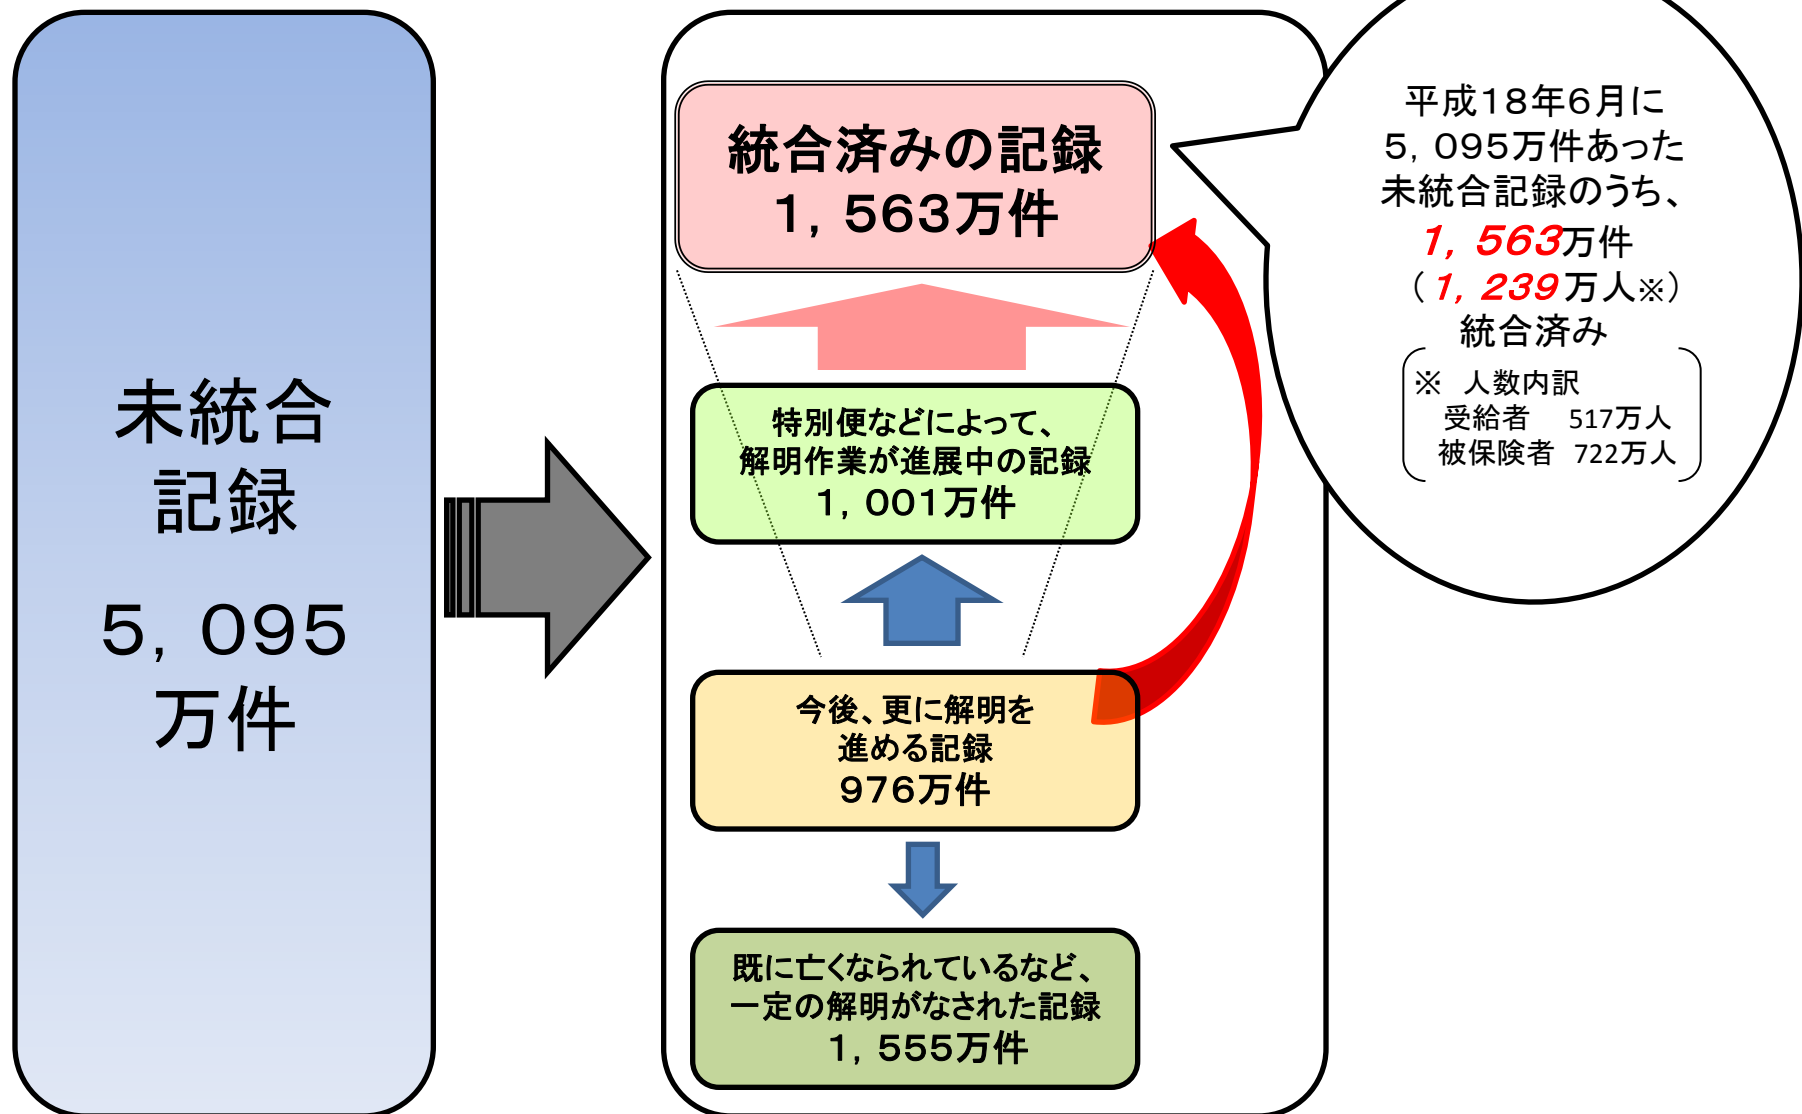 未統合
記録
５，０９５
万件
統合済みの記録
１，５６３万件
特別便などによって、
解明作業が進展中の記録
１，００１万件
今後、更に解明を
進める記録
９７６万件
既に亡くなられているなど、
一定の解明がなされた記録
１，５５５万件
平成１８年６月に
５，０９５万件あった
未統合記録のうち、
１，５６３万件
（１，２３９万人※）
統合済み
※　人数内訳
受給者　517万人
被保険者 722万人